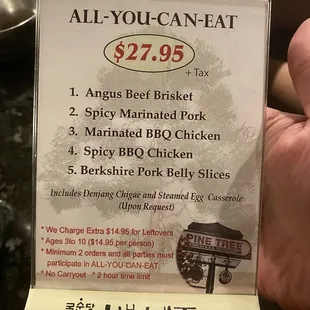 ALL-YOU-CAN-EAT
$27.95
+ Tax
1. Angus Beef Brisket
2. Spicy Marinated Pork
3. Marinated BBQ Chicken
4. Spicy BBQ Chicken
5. Berkshire Pork Belly Slices
Includes Denjang Chigae and Steamed Egg Casserole
(Upon Request)
* We Charge Extra $14.95 for Leftovers
* Ages 3to 10 ($14.95 per person)
* Minimum 2 orders and all parties must
participate in ALL-YOU-CAN-EAT
* No Carryout * 2 hour time limit
PINE TREE